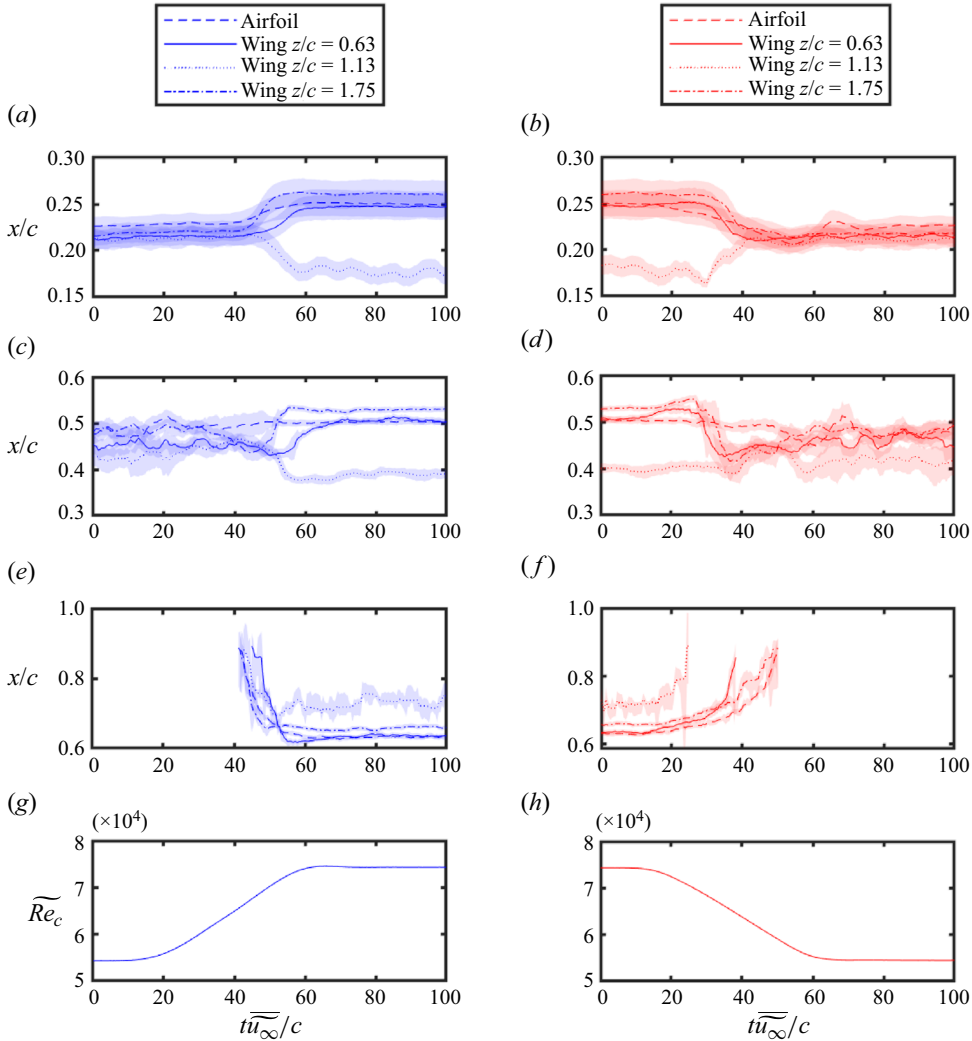 Airfoil
Wing z/c = 0.63
Wing z/c = 1.13
Wing z/c = 1.75
Airfoil
Wing z/c = 0.63
Wing z/c = 1.13
Wing z/c = 1.75
(a)
(b)
x/c
0.30
0.25
0.20
0.15
0 20 40 60 80 100
0.30
0.25
0.20
0.15
0 20 40 60 80 100
(c)
(d)
x/c
0.6
0.5
0.4
0.3
0 20 40 60 80 100
0.6
0.5
0.4
0.3
0 20 40 60 80 100
(e)
(f)
x/c
1.0
0.8
0.6
0 20 40 60 80 100
1.0
0.8
0.6
0 20 40 60 80 100
(g)
(h)
(×10⁴)
(×10⁴)
R̃e_c
8
7
6
5
0 20 40 60 80 100
8
7
6
5
0 20 40 60 80 100
tu̅̃_∞/c
tu̅̃_∞/c